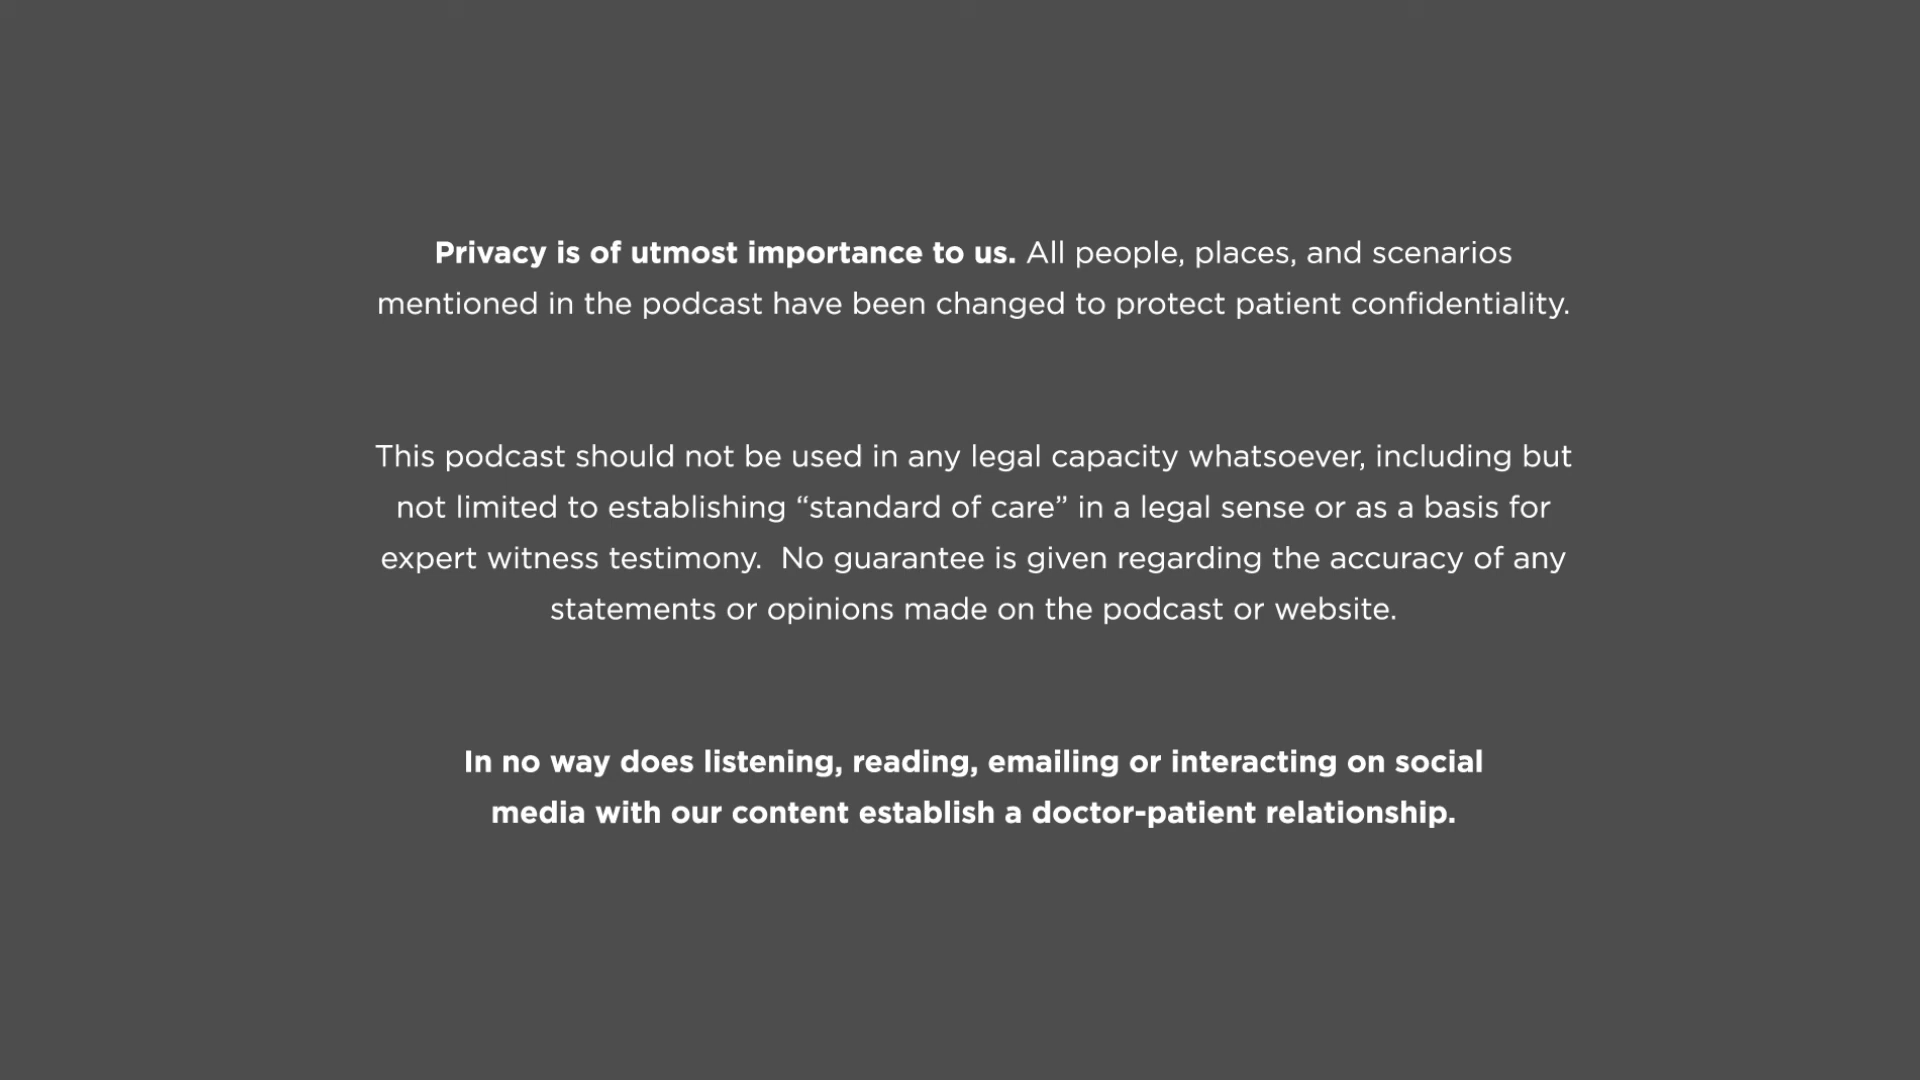 Privacy is of utmost importance to us. All people, places, and scenarios
mentioned in the podcast have been changed to protect patient confidentiality.
This podcast should not be used in any legal capacity whatsoever, including but
not limited to establishing “standard of care” in a legal sense or as a basis for
expert witness testimony.  No guarantee is given regarding the accuracy of any
statements or opinions made on the podcast or website.
In no way does listening, reading, emailing or interacting on social
media with our content establish a doctor-patient relationship.